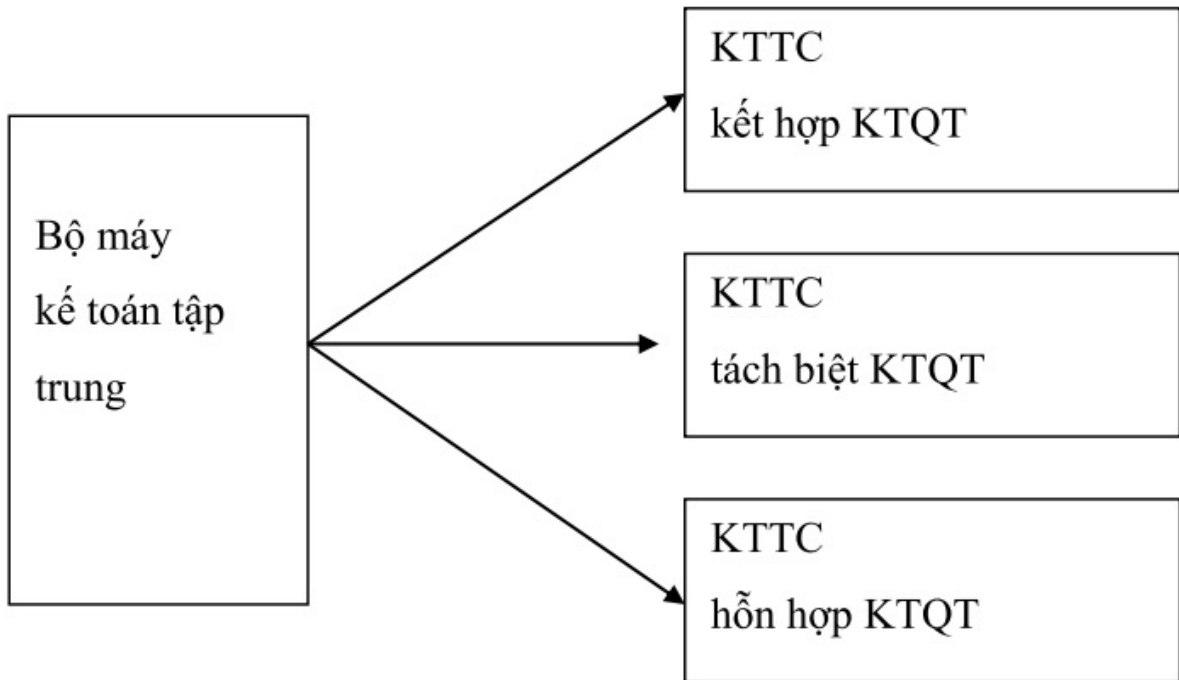 Bộ máy
kế toán tập
trung
KTTC
kết hợp KTQT
KTTC
tách biệt KTQT
KTTC
hỗn hợp KTQT